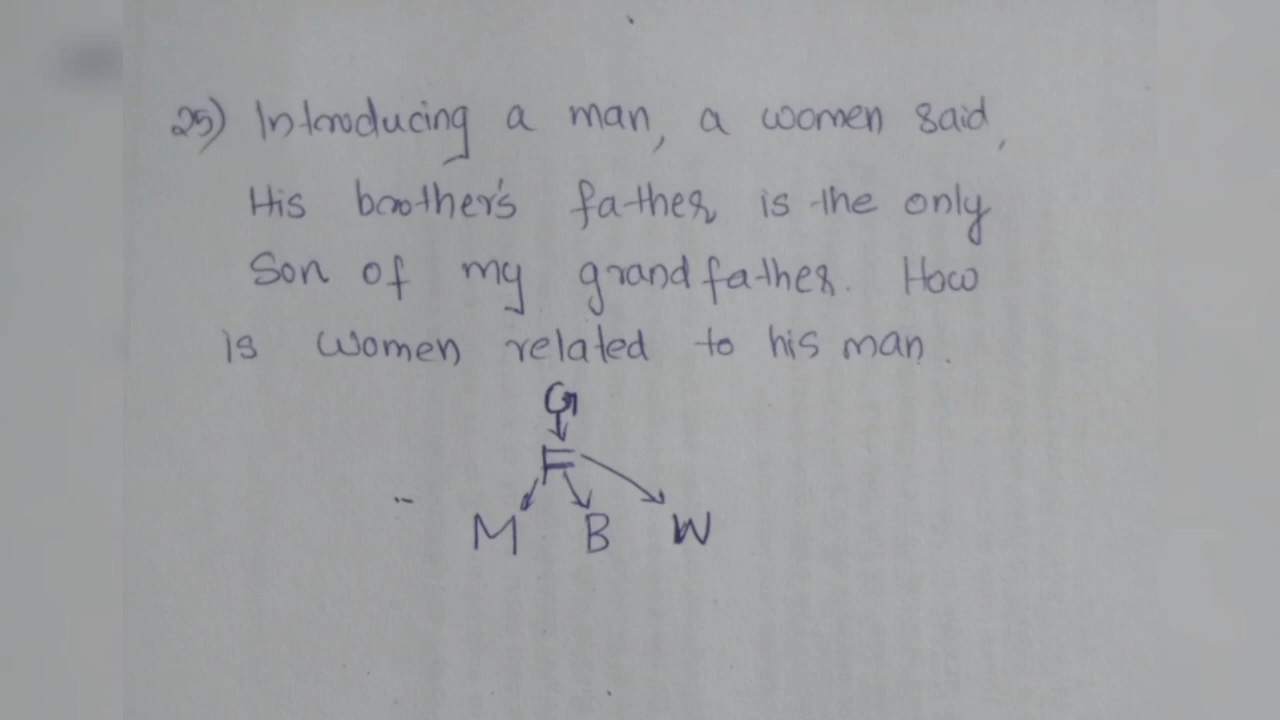 25) Introducing a man, a women said,
His brother's father is the only
Son of my grandfather. How
is women related to his man.
G
F
M B W